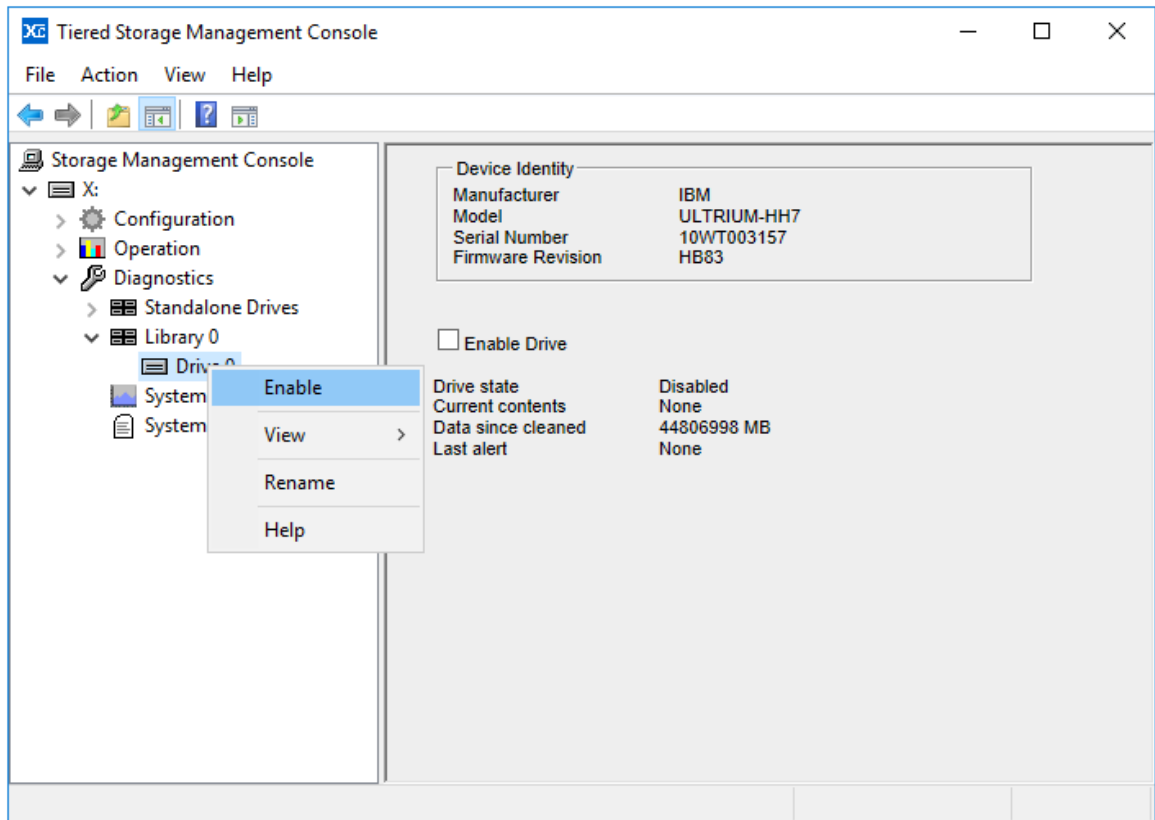 XC Tiered Storage Management Console
File Action View Help
Storage Management Console
X:
Configuration
Operation
Diagnostics
Standalone Drives
Library 0
Drive 0
System
System
Enable
View
Rename
Help
Device Identity
Manufacturer IBM
Model ULTRIUM-HH7
Serial Number 10WT003157
Firmware Revision HB83
Enable Drive
Drive state Disabled
Current contents None
Data since cleaned 44806998 MB
Last alert None